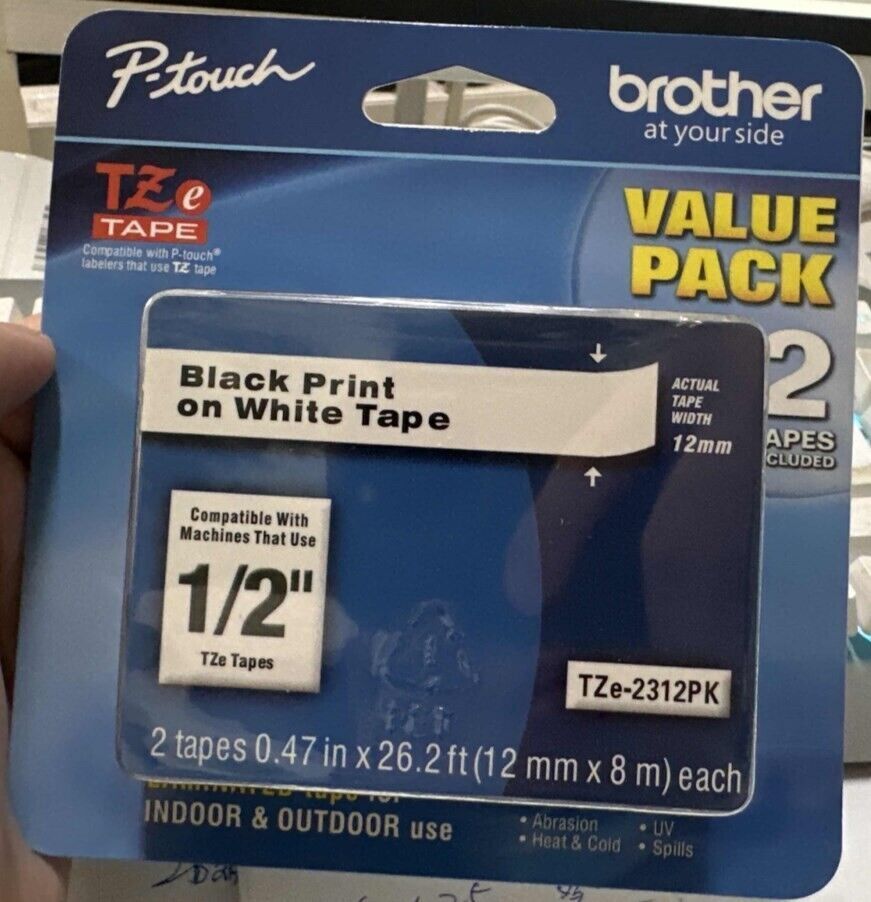 P-touch
brother
at your side
TZe
TAPE
Compatible with P-touch®
labelers that use TZ tape
VALUE
PACK
2
APES
CLUDED
Black Print
on White Tape
ACTUAL
TAPE
WIDTH
12mm
Compatible With
Machines That Use
1/2"
TZe Tapes
TZe-2312PK
2 tapes 0.47 in x 26.2 ft (12 mm x 8 m) each
INDOOR & OUTDOOR use
• Abrasion
• Heat & Cold
• UV
• Spills